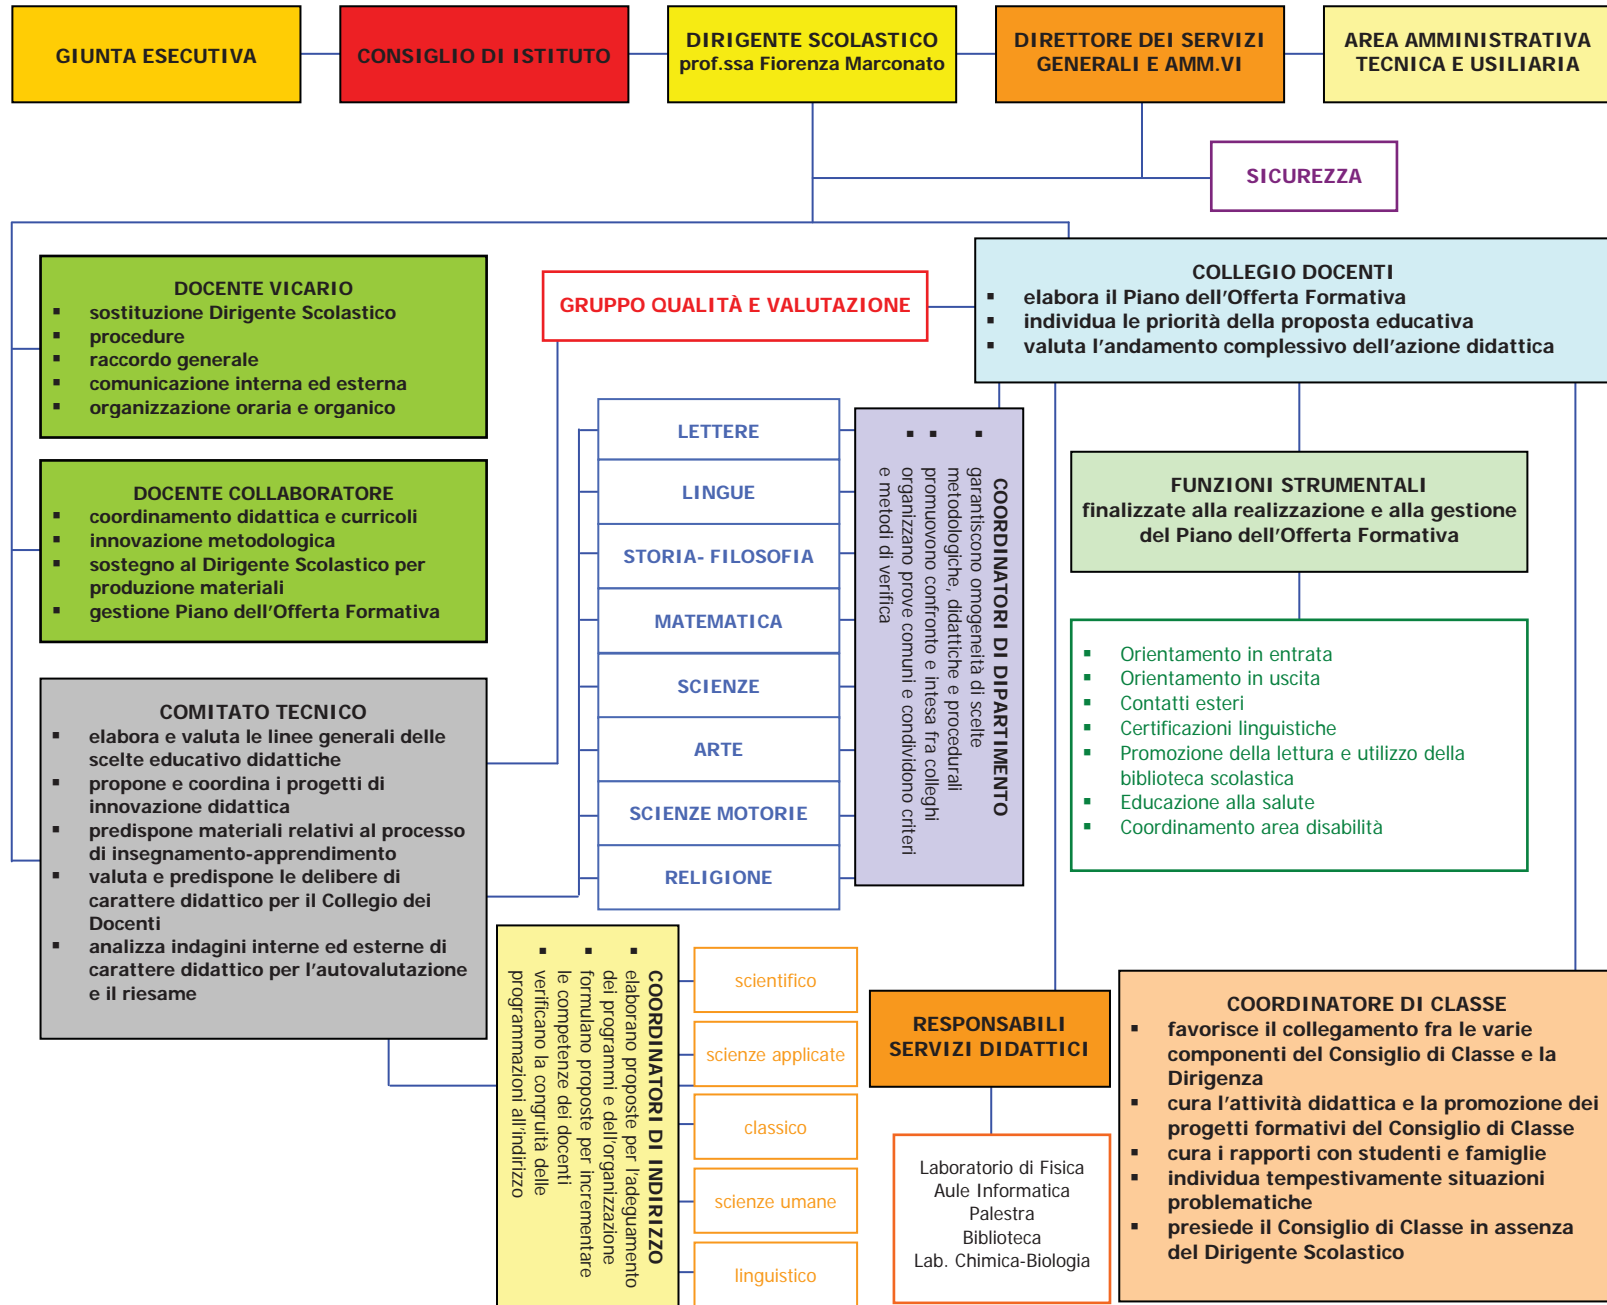 GIUNTA ESECUTIVA
CONSIGLIO DI ISTITUTO
DIRIGENTE SCOLASTICO
prof.ssa Fiorenza Marconato
DIRETTORE DEI SERVIZI
GENERALI E AMM.VI
AREA AMMINISTRATIVA
TECNICA E USILIARIA
SICUREZZA
DOCENTE VICARIO
▪ sostituzione Dirigente Scolastico
▪ procedure
▪ raccordo generale
▪ comunicazione interna ed esterna
▪ organizzazione oraria e organico
GRUPPO QUALITÀ E VALUTAZIONE
COLLEGIO DOCENTI
▪ elabora il Piano dell'Offerta Formativa
▪ individua le priorità della proposta educativa
▪ valuta l'andamento complessivo dell'azione didattica
DOCENTE COLLABORATORE
▪ coordinamento didattica e curricoli
▪ innovazione metodologica
▪ sostegno al Dirigente Scolastico per
produzione materiali
▪ gestione Piano dell'Offerta Formativa
COMITATO TECNICO
▪ elabora e valuta le linee generali delle
scelte educativo didattiche
▪ propone e coordina i progetti di
innovazione didattica
▪ predispone materiali relativi al processo
di insegnamento-apprendimento
▪ valuta e predispone le delibere di
carattere didattico per il Collegio dei
Docenti
▪ analizza indagini interne ed esterne di
carattere didattico per l'autovalutazione
e il riesame
LETTERE
LINGUE
STORIA- FILOSOFIA
MATEMATICA
SCIENZE
ARTE
SCIENZE MOTORIE
RELIGIONE
COORDINATORI DI DIPARTIMENTO
▪ garantiscono omogeneità di scelte
metodologiche, didattiche e procedurali
▪ promuovono confronto e intesa fra colleghi
▪ organizzano prove comuni e condividono criteri
e metodi di verifica
FUNZIONI STRUMENTALI
finalizzate alla realizzazione e alla gestione
del Piano dell'Offerta Formativa
▪ Orientamento in entrata
▪ Orientamento in uscita
▪ Contatti esteri
▪ Certificazioni linguistiche
▪ Promozione della lettura e utilizzo della
biblioteca scolastica
▪ Educazione alla salute
▪ Coordinamento area disabilità
COORDINATORI DI INDIRIZZO
▪ elaborano proposte per l'adeguamento
dei programmi e dell'organizzazione
▪ formulano proposte per incrementare
le competenze dei docenti
▪ verificano la congruità delle
programmazioni all'indirizzo
scientifico
scienze applicate
classico
scienze umane
linguistico
RESPONSABILI
SERVIZI DIDATTICI
Laboratorio di Fisica
Aule Informatica
Palestra
Biblioteca
Lab. Chimica-Biologia
COORDINATORE DI CLASSE
▪ favorisce il collegamento fra le varie
componenti del Consiglio di Classe e la
Dirigenza
▪ cura l'attività didattica e la promozione dei
progetti formativi del Consiglio di Classe
▪ cura i rapporti con studenti e famiglie
▪ individua tempestivamente situazioni
problematiche
▪ presiede il Consiglio di Classe in assenza
del Dirigente Scolastico